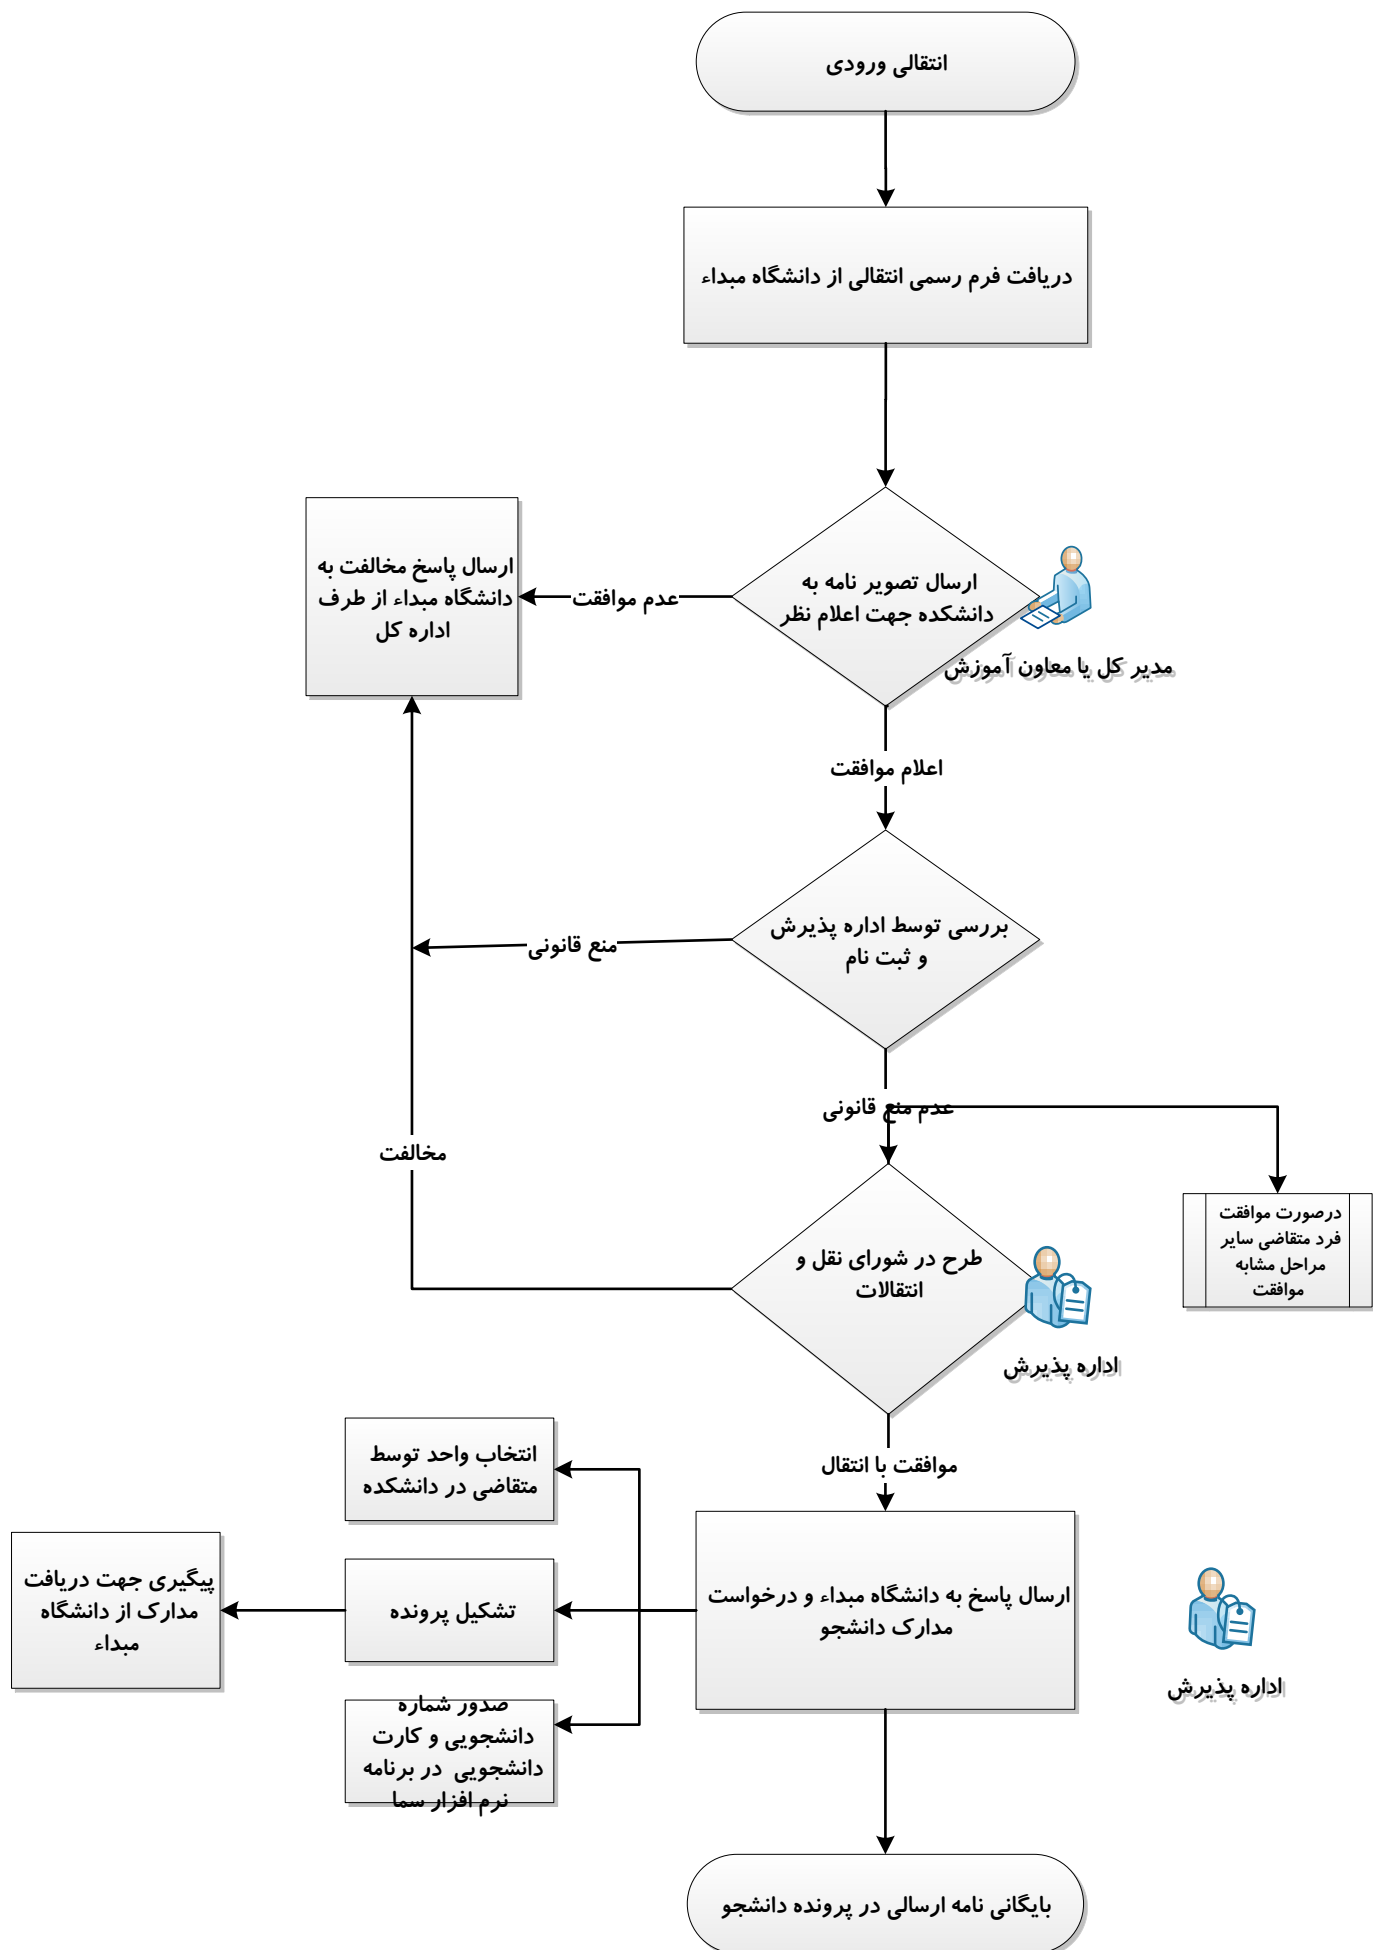 انتقالی ورودی
دریافت فرم رسمی انتقالی از دانشگاه مبداء
ارسال تصویر نامه به
دانشکده جهت اعلام نظر
مدیر کل یا معاون آموزش
عدم موافقت
ارسال پاسخ مخالفت به
دانشگاه مبداء از طرف
اداره کل
اعلام موافقت
بررسی توسط اداره پذیرش
و ثبت نام
منع قانونی
عدم منع قانونی
مخالفت
درصورت موافقت
فرد متقاضی سایر
مراحل مشابه
موافقت
طرح در شورای نقل و
انتقالات
اداره پذیرش
موافقت با انتقال
انتخاب واحد توسط
متقاضی در دانشکده
ارسال پاسخ به دانشگاه مبداء و درخواست
مدارک دانشجو
اداره پذیرش
تشکیل پرونده
پیگیری جهت دریافت
مدارک از دانشگاه
مبداء
صدور شماره
دانشجویی و کارت
دانشجویی در برنامه
نرم افزار سما
بایگانی نامه ارسالی در پرونده دانشجو